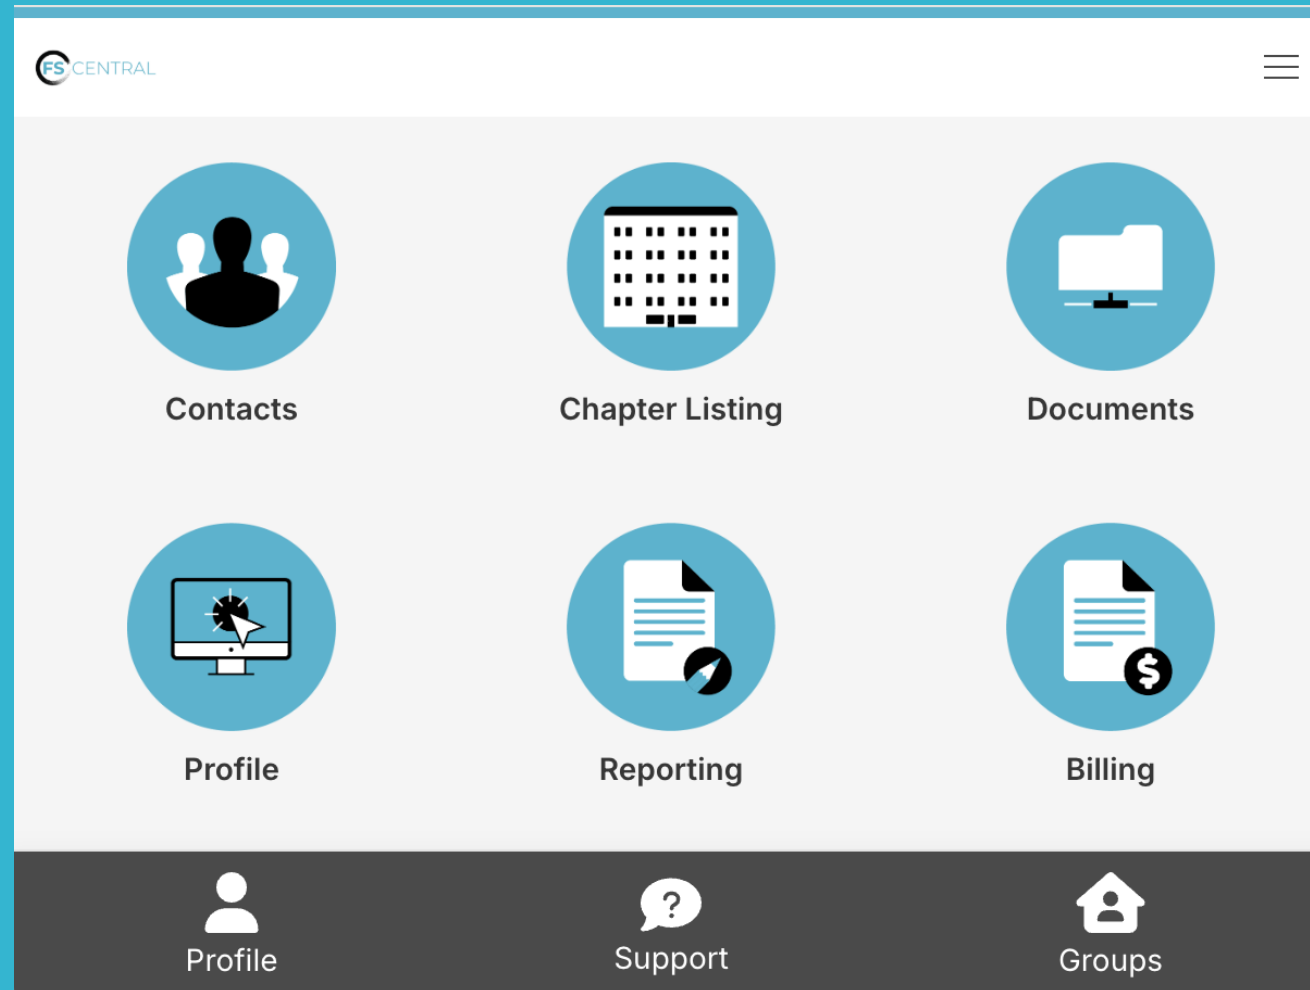 FS CENTRAL
Contacts
Chapter Listing
Documents
Profile
Reporting
Billing
$
?
Profile
Support
Groups